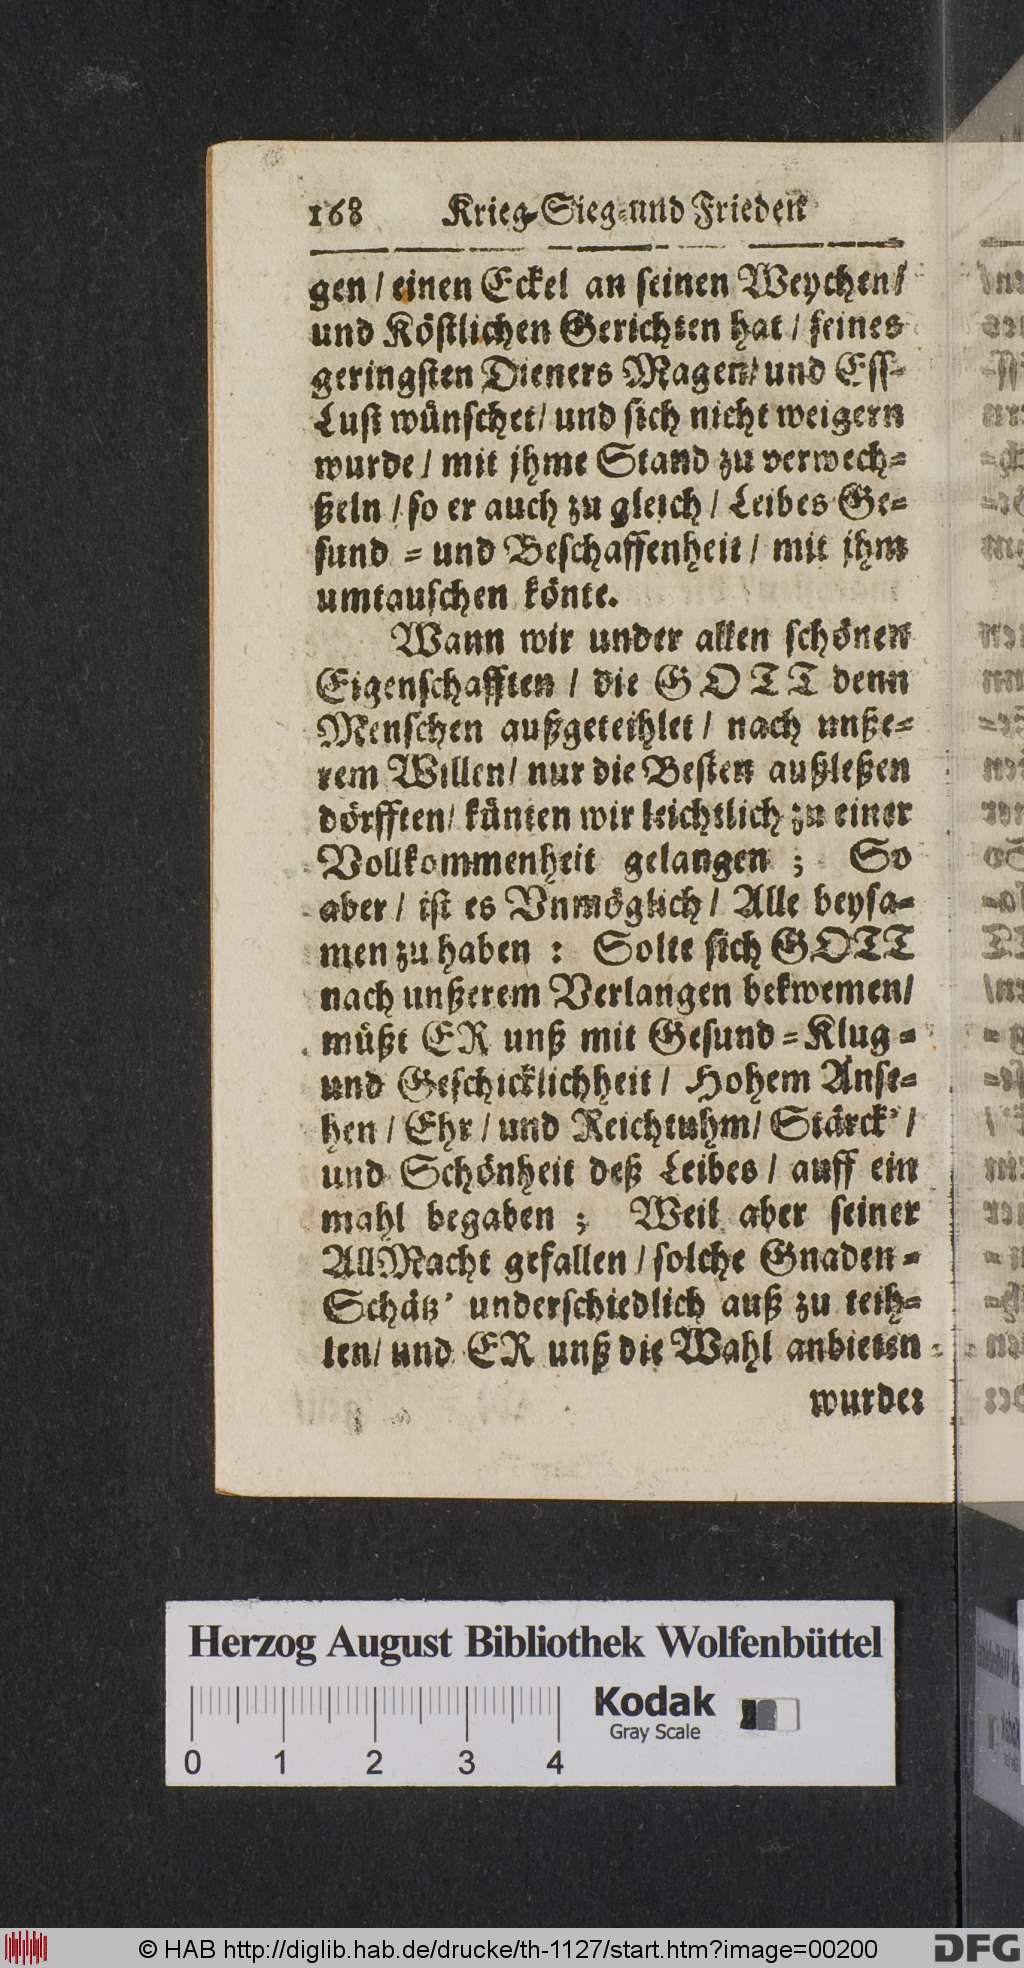 168 Krieg-Sieg-und Frieden
gen / einen Eckel an seinen Weychen /
und Köstlichen Gerichten hat / seines
geringsten Dieners Magen / und Ess-
Lust wünschet / und sich nicht weigern
wurde / mit jhme Stand zu verwech-
ßeln / so er auch zu gleich / Leibes Ge-
sund - und Beschaffenheit / mit jhm
umtauschen könte.
Wann wir under allen schönen
Eigenschafften / die GOTT denn
Menschen außgeteihlet / nach unße-
rem Willen / nur die Besten außleßen
dörfften / känten wir leichtlich zu einer
Vollkommenheit gelangen ; So
aber / ist es Vnmöglich / Alle beysa-
men zu haben : Solte sich GOTT
nach unßerem Verlangen bekwemen /
müßt ER unß mit Gesund - Klug -
und Geschicklichheit / Hohem Anse-
hen / Ehr / und Reichtuhm / Stärck' /
und Schönheit deß Leibes / auff ein
mahl begaben ; Weil aber seiner
AllMacht gefallen / solche Gnaden -
Schätz' underschiedlich auß zu teih-
len / und ER unß die Wahl anbieten
wurde:
Herzog August Bibliothek Wolfenbüttel
Kodak
Gray Scale
0 1 2 3 4
© HAB http://diglib.hab.de/drucke/th-1127/start.htm?image=00200
DFG